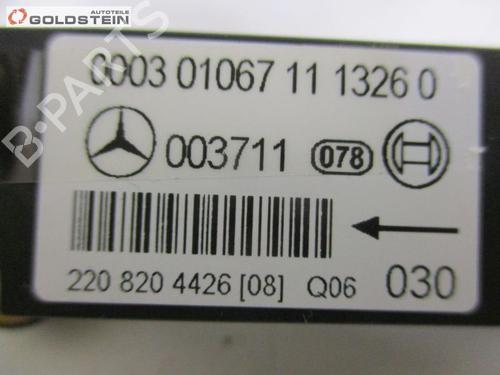 AUTOTEILE
GOLDSTEIN
B-PARTS
0003 01067 11 1326 0
003711 078
220 820 4426 [08] Q06 030